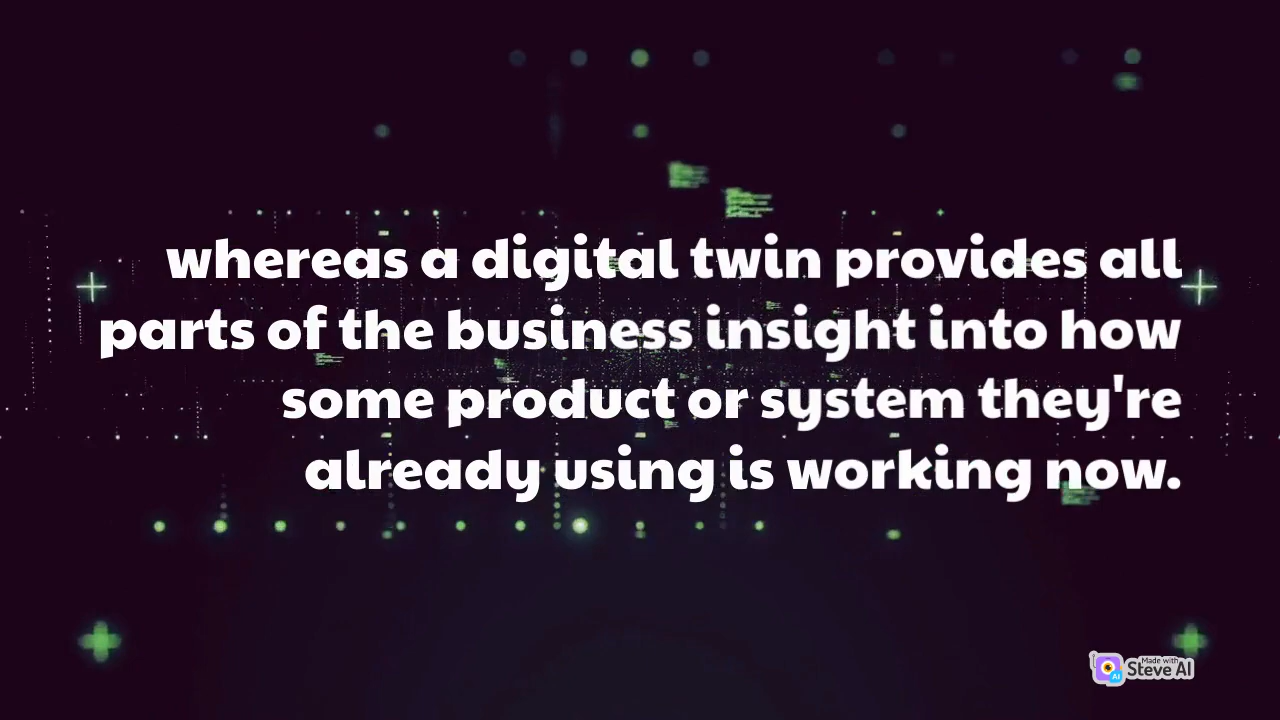 whereas a digital twin provides all
parts of the business insight into how
some product or system they're
already using is working now.
Made with
Steve AI
AI